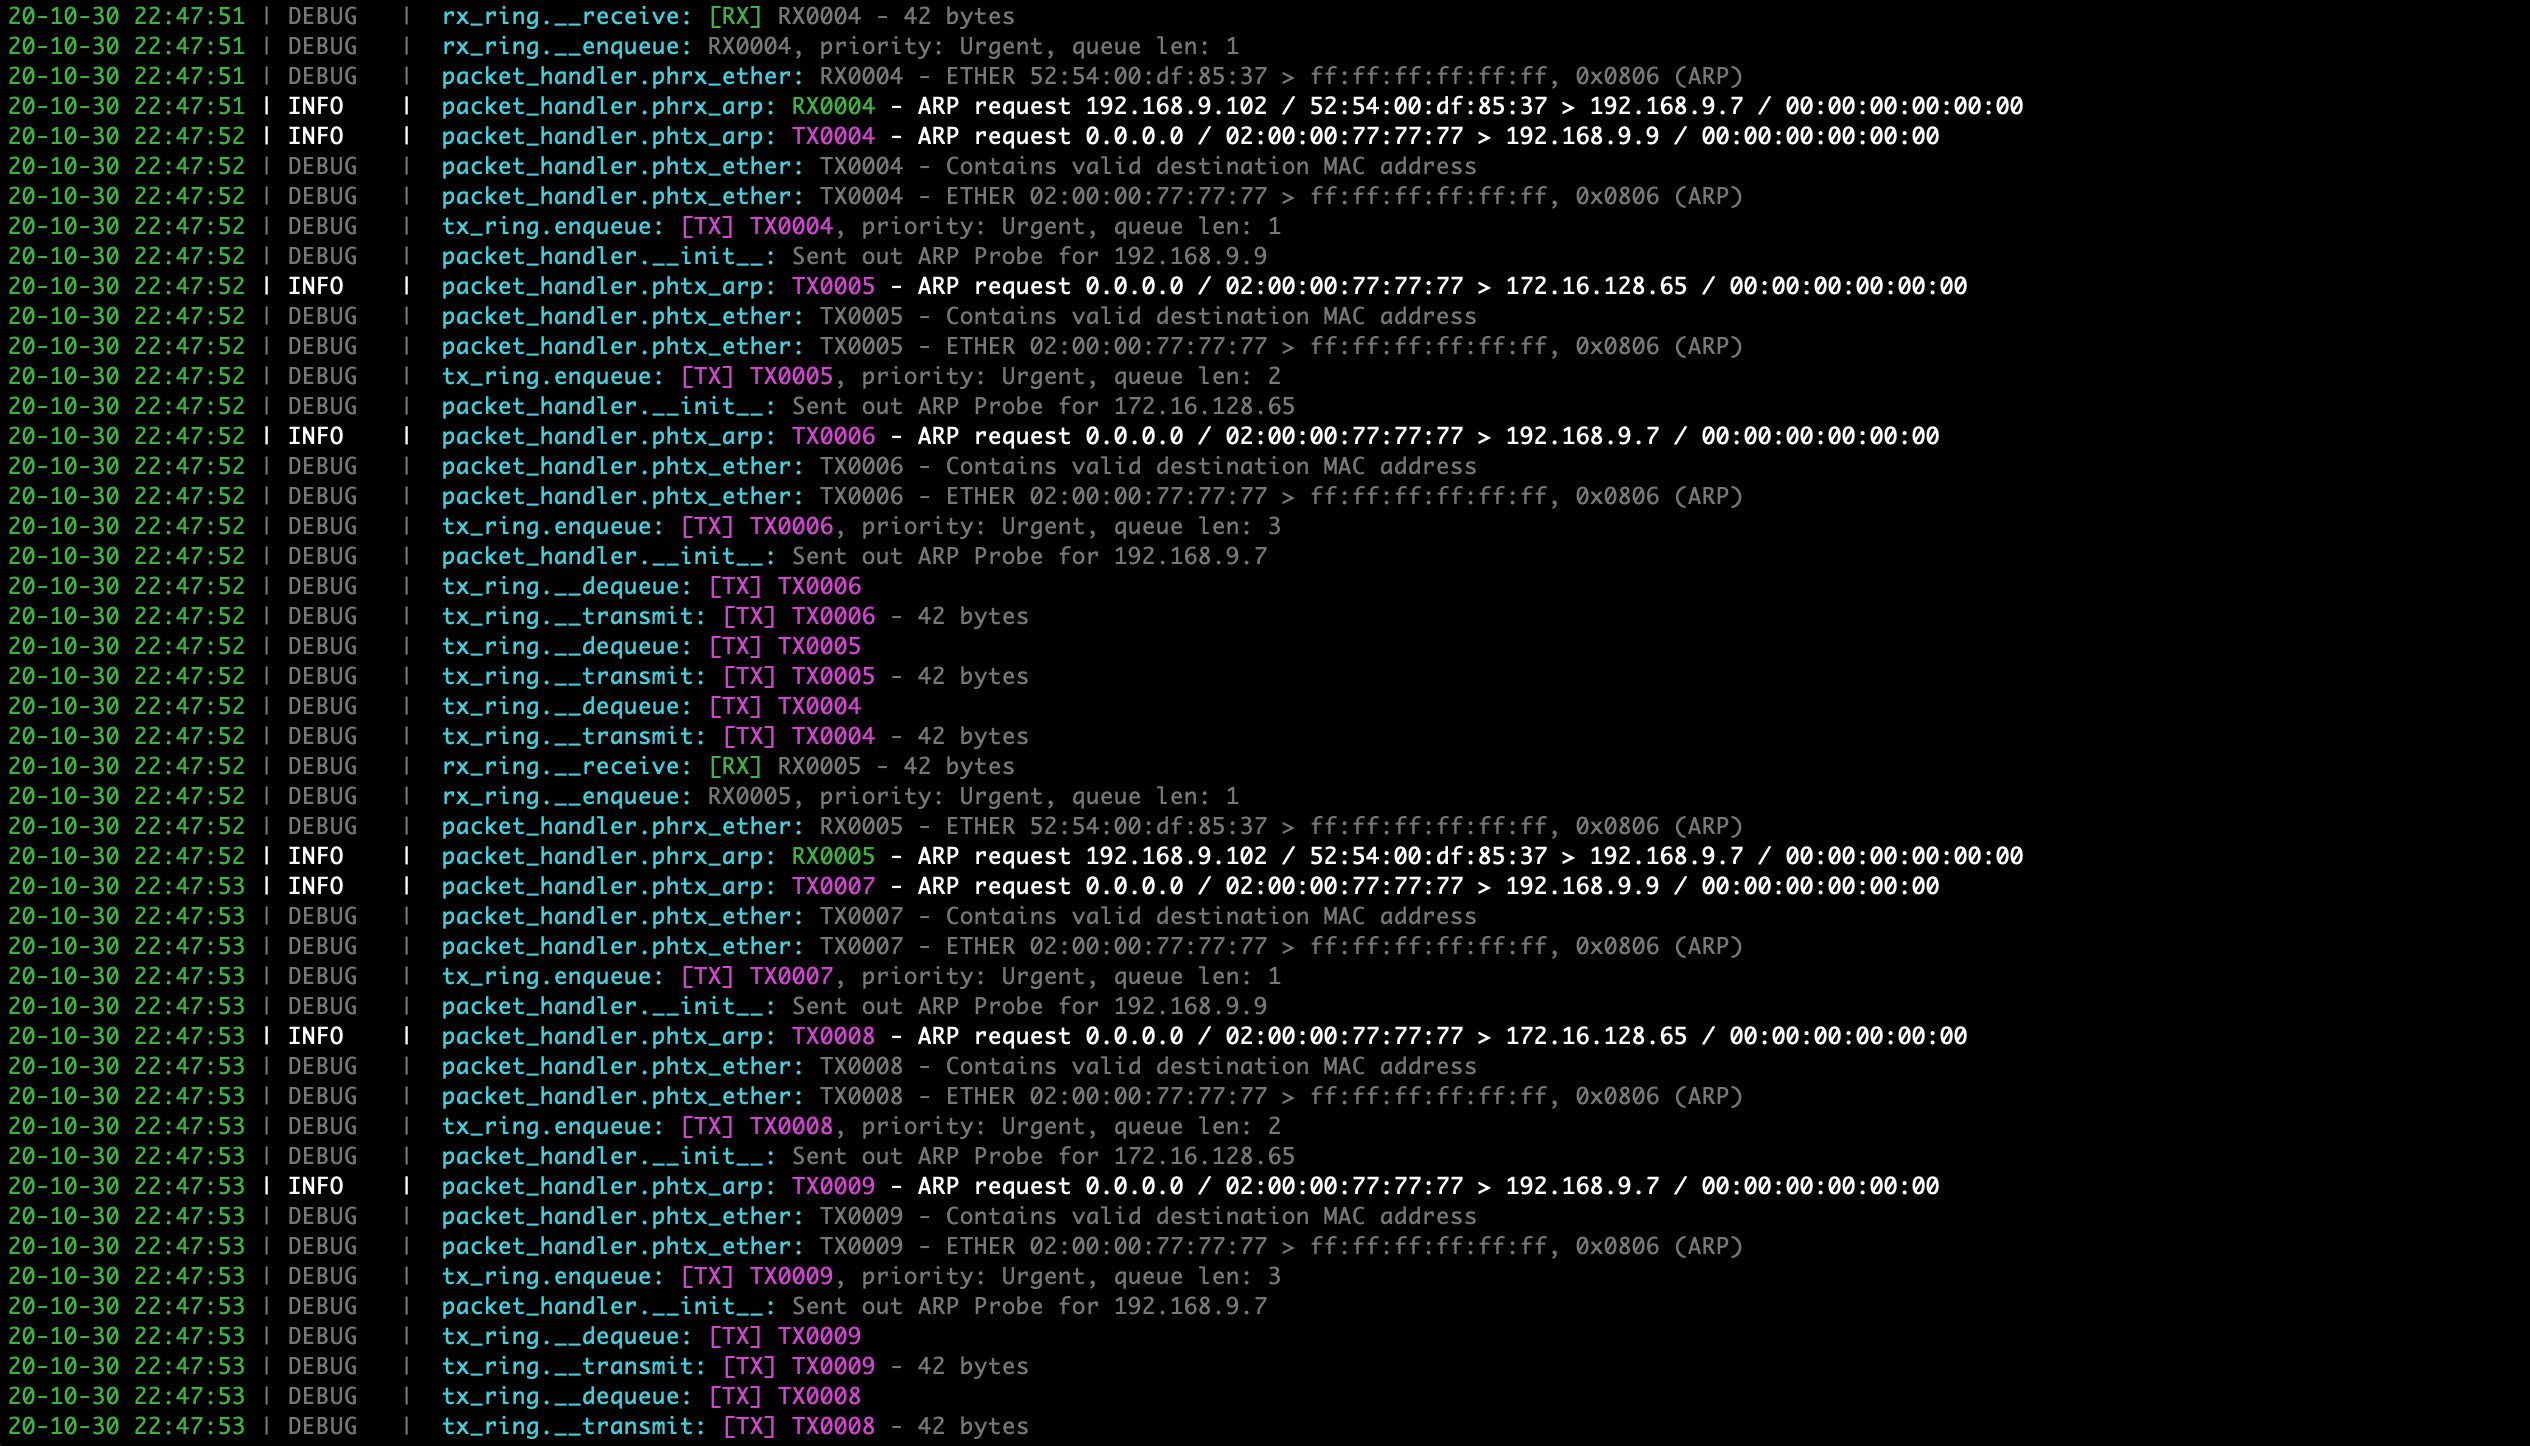 20-10-30 22:47:51 | DEBUG   |  rx_ring.__receive: [RX] RX0004 - 42 bytes
20-10-30 22:47:51 | DEBUG   |  rx_ring.__enqueue: RX0004, priority: Urgent, queue len: 1
20-10-30 22:47:51 | DEBUG   |  packet_handler.phrx_ether: RX0004 - ETHER 52:54:00:df:85:37 > ff:ff:ff:ff:ff:ff, 0x0806 (ARP)
20-10-30 22:47:51 | INFO    |  packet_handler.phrx_arp: RX0004 - ARP request 192.168.9.102 / 52:54:00:df:85:37 > 192.168.9.7 / 00:00:00:00:00:00
20-10-30 22:47:52 | INFO    |  packet_handler.phtx_arp: TX0004 - ARP request 0.0.0.0 / 02:00:00:77:77:77 > 192.168.9.9 / 00:00:00:00:00:00
20-10-30 22:47:52 | DEBUG   |  packet_handler.phtx_ether: TX0004 - Contains valid destination MAC address
20-10-30 22:47:52 | DEBUG   |  packet_handler.phtx_ether: TX0004 - ETHER 02:00:00:77:77:77 > ff:ff:ff:ff:ff:ff, 0x0806 (ARP)
20-10-30 22:47:52 | DEBUG   |  tx_ring.enqueue: [TX] TX0004, priority: Urgent, queue len: 1
20-10-30 22:47:52 | DEBUG   |  packet_handler.__init__: Sent out ARP Probe for 192.168.9.9
20-10-30 22:47:52 | INFO    |  packet_handler.phtx_arp: TX0005 - ARP request 0.0.0.0 / 02:00:00:77:77:77 > 172.16.128.65 / 00:00:00:00:00:00
20-10-30 22:47:52 | DEBUG   |  packet_handler.phtx_ether: TX0005 - Contains valid destination MAC address
20-10-30 22:47:52 | DEBUG   |  packet_handler.phtx_ether: TX0005 - ETHER 02:00:00:77:77:77 > ff:ff:ff:ff:ff:ff, 0x0806 (ARP)
20-10-30 22:47:52 | DEBUG   |  tx_ring.enqueue: [TX] TX0005, priority: Urgent, queue len: 2
20-10-30 22:47:52 | DEBUG   |  packet_handler.__init__: Sent out ARP Probe for 172.16.128.65
20-10-30 22:47:52 | INFO    |  packet_handler.phtx_arp: TX0006 - ARP request 0.0.0.0 / 02:00:00:77:77:77 > 192.168.9.7 / 00:00:00:00:00:00
20-10-30 22:47:52 | DEBUG   |  packet_handler.phtx_ether: TX0006 - Contains valid destination MAC address
20-10-30 22:47:52 | DEBUG   |  packet_handler.phtx_ether: TX0006 - ETHER 02:00:00:77:77:77 > ff:ff:ff:ff:ff:ff, 0x0806 (ARP)
20-10-30 22:47:52 | DEBUG   |  tx_ring.enqueue: [TX] TX0006, priority: Urgent, queue len: 3
20-10-30 22:47:52 | DEBUG   |  packet_handler.__init__: Sent out ARP Probe for 192.168.9.7
20-10-30 22:47:52 | DEBUG   |  tx_ring.__dequeue: [TX] TX0006
20-10-30 22:47:52 | DEBUG   |  tx_ring.__transmit: [TX] TX0006 - 42 bytes
20-10-30 22:47:52 | DEBUG   |  tx_ring.__dequeue: [TX] TX0005
20-10-30 22:47:52 | DEBUG   |  tx_ring.__transmit: [TX] TX0005 - 42 bytes
20-10-30 22:47:52 | DEBUG   |  tx_ring.__dequeue: [TX] TX0004
20-10-30 22:47:52 | DEBUG   |  tx_ring.__transmit: [TX] TX0004 - 42 bytes
20-10-30 22:47:52 | DEBUG   |  rx_ring.__receive: [RX] RX0005 - 42 bytes
20-10-30 22:47:52 | DEBUG   |  rx_ring.__enqueue: RX0005, priority: Urgent, queue len: 1
20-10-30 22:47:52 | DEBUG   |  packet_handler.phrx_ether: RX0005 - ETHER 52:54:00:df:85:37 > ff:ff:ff:ff:ff:ff, 0x0806 (ARP)
20-10-30 22:47:52 | INFO    |  packet_handler.phrx_arp: RX0005 - ARP request 192.168.9.102 / 52:54:00:df:85:37 > 192.168.9.7 / 00:00:00:00:00:00
20-10-30 22:47:53 | INFO    |  packet_handler.phtx_arp: TX0007 - ARP request 0.0.0.0 / 02:00:00:77:77:77 > 192.168.9.9 / 00:00:00:00:00:00
20-10-30 22:47:53 | DEBUG   |  packet_handler.phtx_ether: TX0007 - Contains valid destination MAC address
20-10-30 22:47:53 | DEBUG   |  packet_handler.phtx_ether: TX0007 - ETHER 02:00:00:77:77:77 > ff:ff:ff:ff:ff:ff, 0x0806 (ARP)
20-10-30 22:47:53 | DEBUG   |  tx_ring.enqueue: [TX] TX0007, priority: Urgent, queue len: 1
20-10-30 22:47:53 | DEBUG   |  packet_handler.__init__: Sent out ARP Probe for 192.168.9.9
20-10-30 22:47:53 | INFO    |  packet_handler.phtx_arp: TX0008 - ARP request 0.0.0.0 / 02:00:00:77:77:77 > 172.16.128.65 / 00:00:00:00:00:00
20-10-30 22:47:53 | DEBUG   |  packet_handler.phtx_ether: TX0008 - Contains valid destination MAC address
20-10-30 22:47:53 | DEBUG   |  packet_handler.phtx_ether: TX0008 - ETHER 02:00:00:77:77:77 > ff:ff:ff:ff:ff:ff, 0x0806 (ARP)
20-10-30 22:47:53 | DEBUG   |  tx_ring.enqueue: [TX] TX0008, priority: Urgent, queue len: 2
20-10-30 22:47:53 | DEBUG   |  packet_handler.__init__: Sent out ARP Probe for 172.16.128.65
20-10-30 22:47:53 | INFO    |  packet_handler.phtx_arp: TX0009 - ARP request 0.0.0.0 / 02:00:00:77:77:77 > 192.168.9.7 / 00:00:00:00:00:00
20-10-30 22:47:53 | DEBUG   |  packet_handler.phtx_ether: TX0009 - Contains valid destination MAC address
20-10-30 22:47:53 | DEBUG   |  packet_handler.phtx_ether: TX0009 - ETHER 02:00:00:77:77:77 > ff:ff:ff:ff:ff:ff, 0x0806 (ARP)
20-10-30 22:47:53 | DEBUG   |  tx_ring.enqueue: [TX] TX0009, priority: Urgent, queue len: 3
20-10-30 22:47:53 | DEBUG   |  packet_handler.__init__: Sent out ARP Probe for 192.168.9.7
20-10-30 22:47:53 | DEBUG   |  tx_ring.__dequeue: [TX] TX0009
20-10-30 22:47:53 | DEBUG   |  tx_ring.__transmit: [TX] TX0009 - 42 bytes
20-10-30 22:47:53 | DEBUG   |  tx_ring.__dequeue: [TX] TX0008
20-10-30 22:47:53 | DEBUG   |  tx_ring.__transmit: [TX] TX0008 - 42 bytes